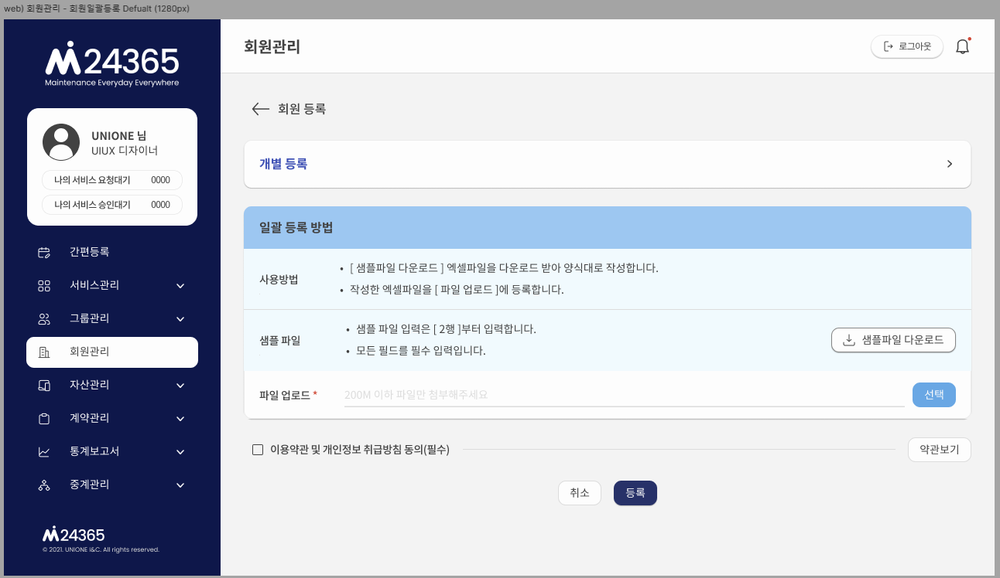 web) 회원관리 - 회원일괄등록 Defualt (1280px)
24365
Maintenance Everyday Everywhere
UNIONE 님
UIUX 디자이너
나의 서비스 요청대기 0000
나의 서비스 승인대기 0000
간편등록
서비스관리
그룹관리
회원관리
자산관리
계약관리
통계보고서
중계관리
24365
© 2021. UNIONE I&C. All rights reserved.
회원관리
로그아웃
회원 등록
개별 등록
일괄 등록 방법
사용방법
• [ 샘플파일 다운로드 ] 엑셀파일을 다운로드 받아 양식대로 작성합니다.
• 작성한 엑셀파일을 [ 파일 업로드 ]에 등록합니다.
샘플 파일
• 샘플 파일 입력은 [ 2행 ]부터 입력합니다.
• 모든 필드를 필수 입력입니다.
샘플파일 다운로드
파일 업로드 * 200M 이하 파일만 첨부해주세요 선택
이용약관 및 개인정보 취급방침 동의(필수) 약관보기
취소 등록